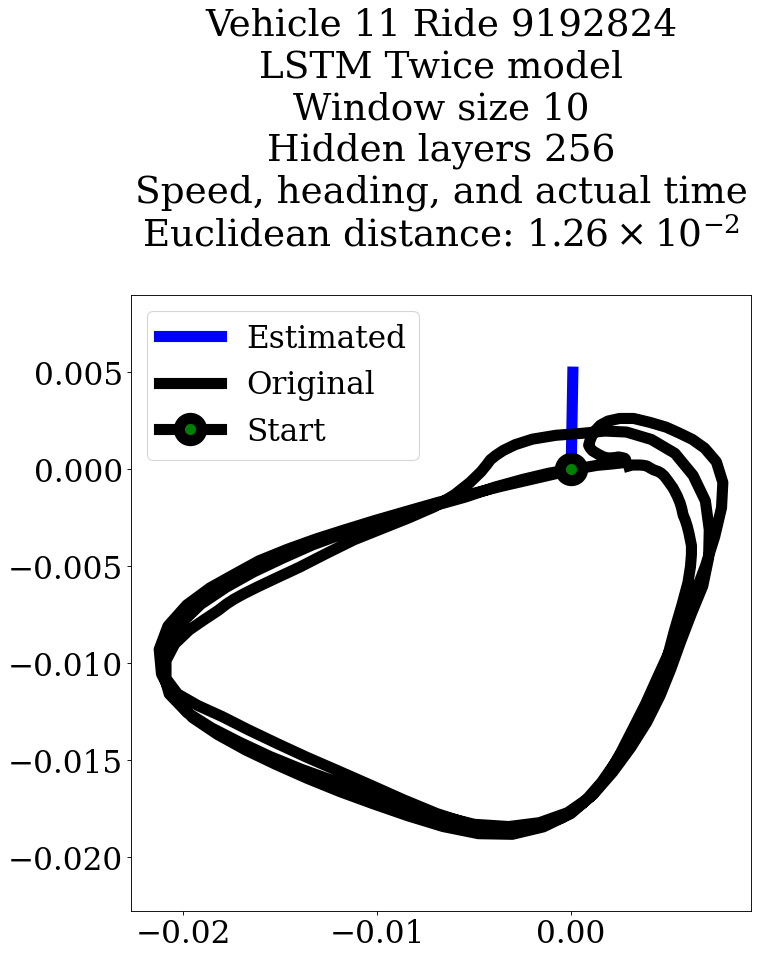 Vehicle 11 Ride 9192824
LSTM Twice model
Window size 10
Hidden layers 256
Speed, heading, and actual time
Euclidean distance: 1.26 × 10⁻²
Estimated
Original
Start
0.005
0.000
−0.005
−0.010
−0.015
−0.020
−0.02
−0.01
0.00